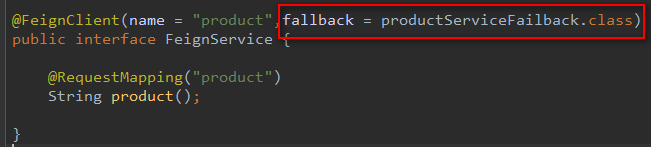 @FeignClient(name = "product",fallback = productServiceFailback.class)
public interface FeignService {
@RequestMapping("product")
String product();
}